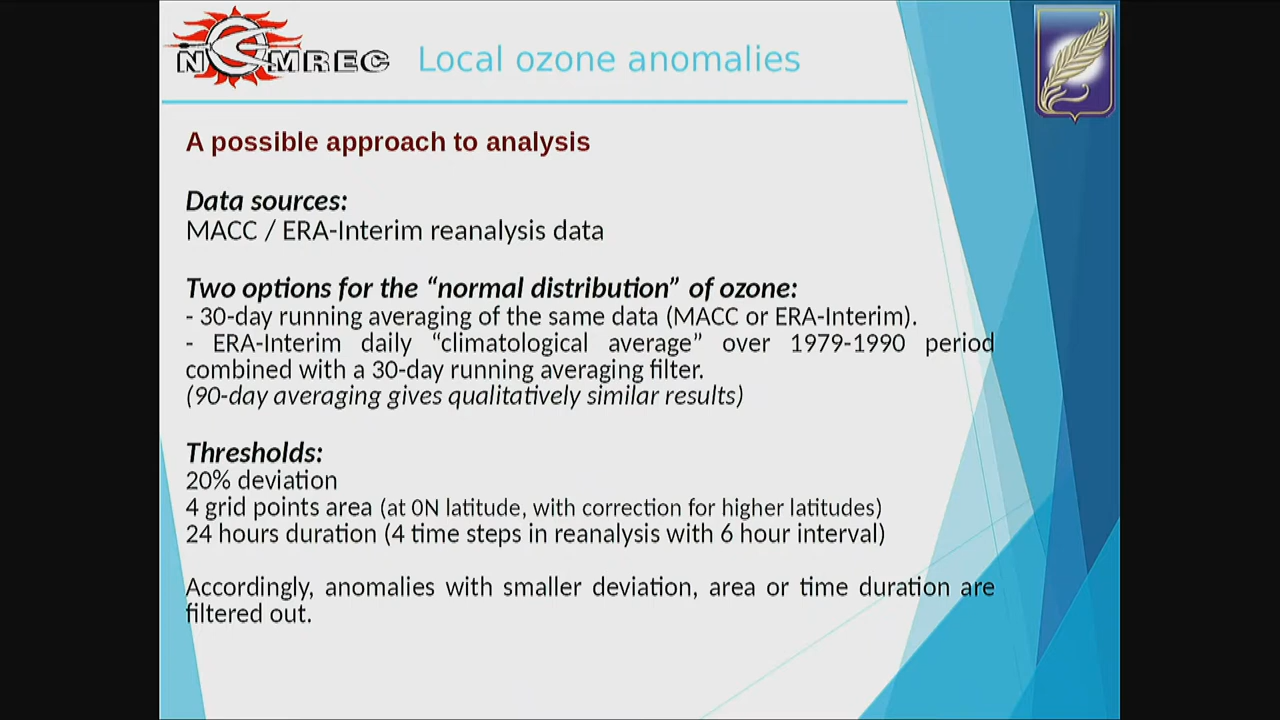 NOMREC
Local ozone anomalies
A possible approach to analysis
Data sources:
MACC / ERA-Interim reanalysis data
Two options for the “normal distribution” of ozone:
- 30-day running averaging of the same data (MACC or ERA-Interim).
- ERA-Interim daily “climatological average” over 1979-1990 period
combined with a 30-day running averaging filter.
(90-day averaging gives qualitatively similar results)
Thresholds:
20% deviation
4 grid points area (at 0N latitude, with correction for higher latitudes)
24 hours duration (4 time steps in reanalysis with 6 hour interval)
Accordingly, anomalies with smaller deviation, area or time duration are
filtered out.